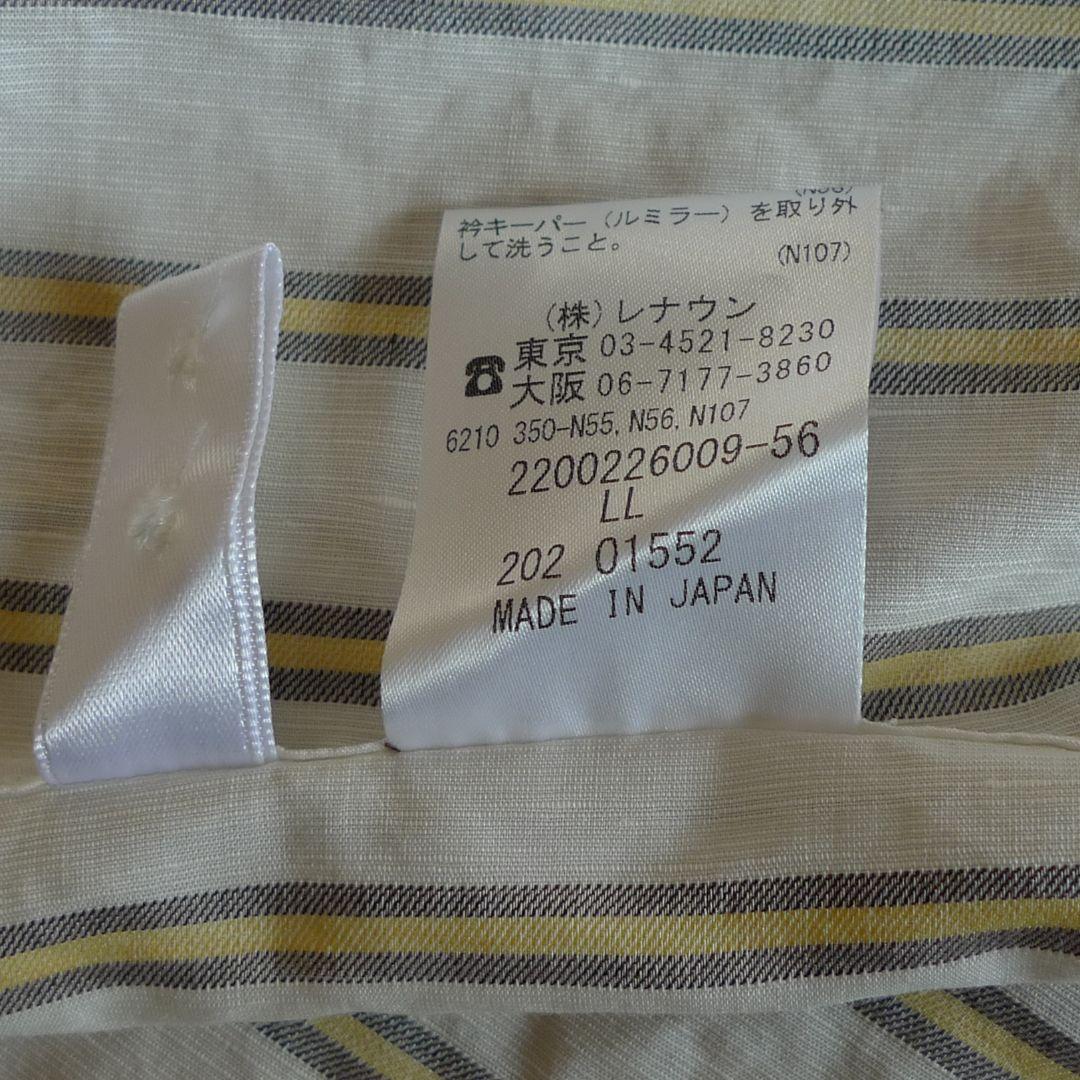 衿キーパー（ルミラー）を取り外
して洗うこと。
(N107)
（株）レナウン
☎東京 03-4521-8230
大阪 06-7177-3860
6210 350-N55, N56, N107
2200226009-56
LL
202 01552
MADE IN JAPAN